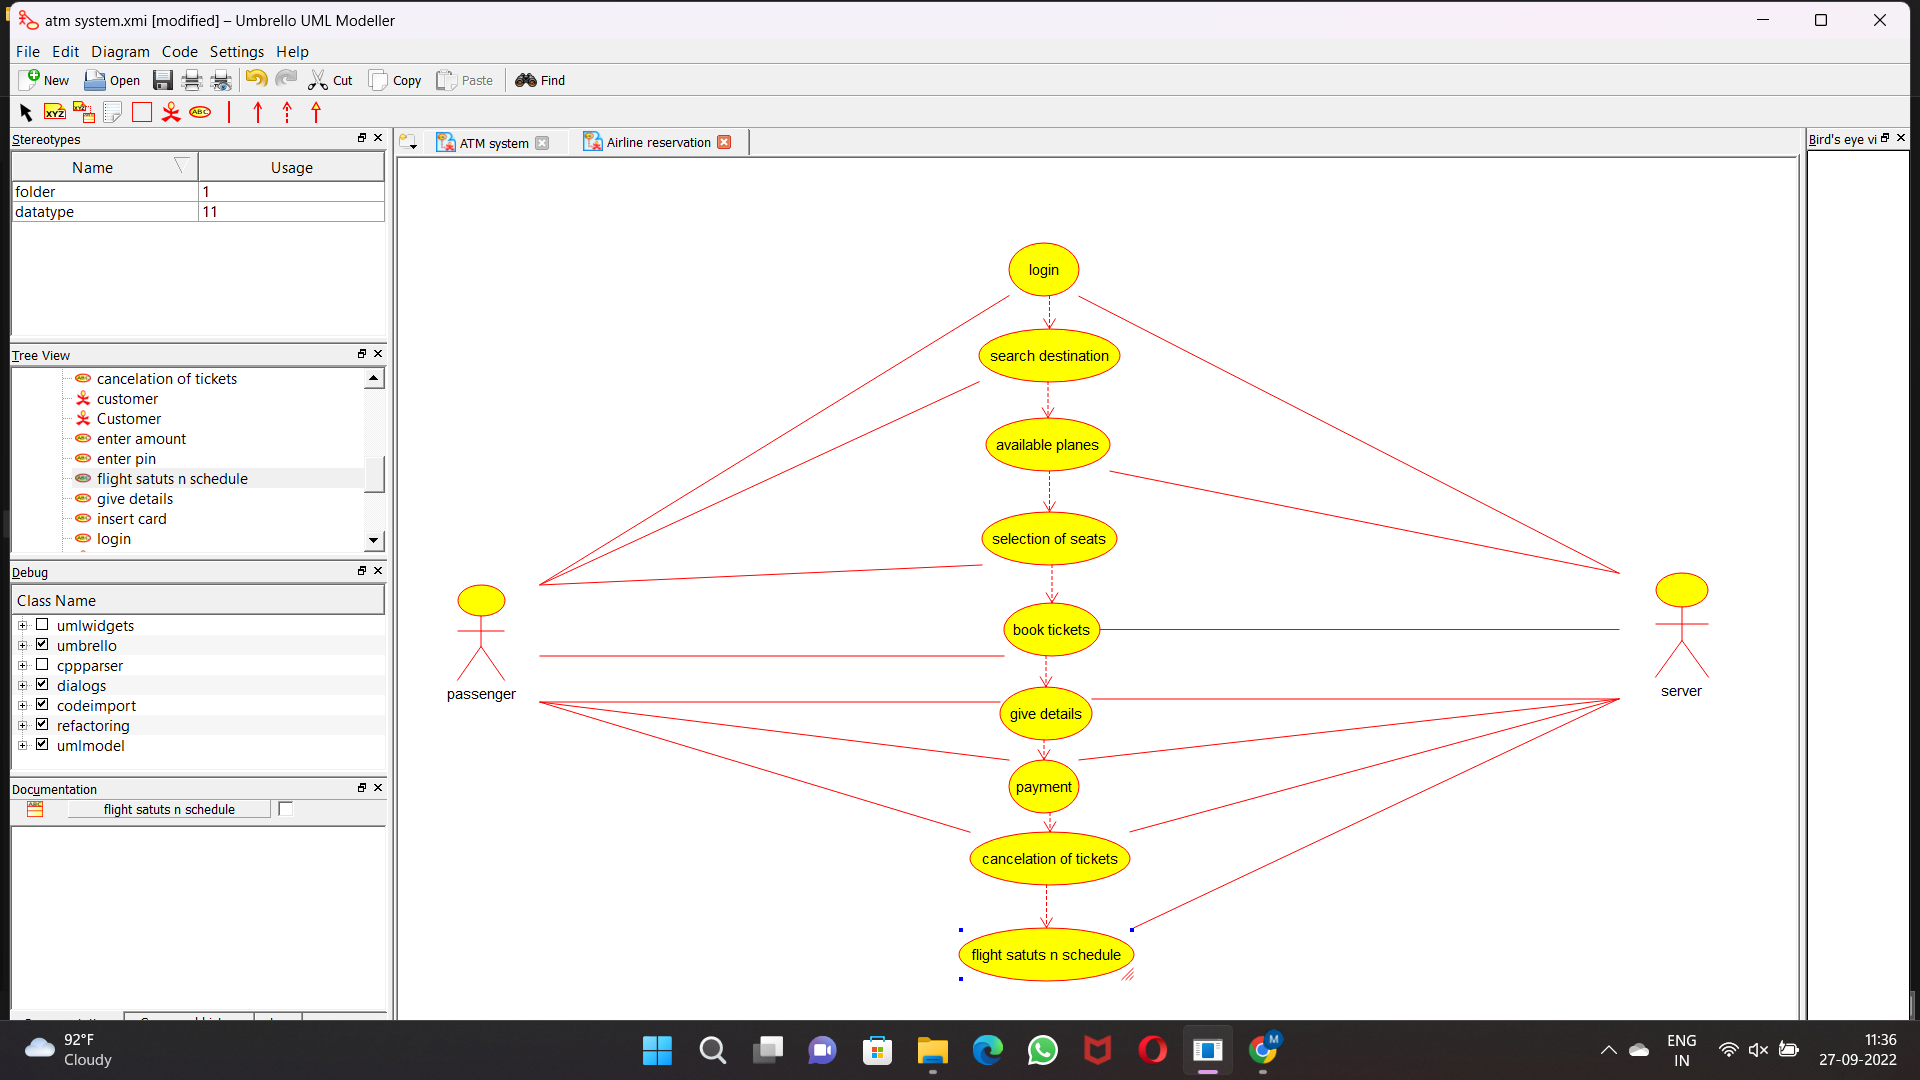 atm system.xmi [modified] – Umbrello UML Modeller
File Edit Diagram Code Settings Help
New Open Cut Copy Paste Find
XYZ XYZ ABC
Stereotypes
Name Usage
folder 1
datatype 11
Tree View
cancelation of tickets
customer
Customer
enter amount
enter pin
flight satuts n schedule
give details
insert card
login
Debug
Class Name
umlwidgets
umbrello
cppparser
dialogs
codeimport
refactoring
umlmodel
Documentation
flight satuts n schedule
ATM system Airline reservation
login
search destination
available planes
selection of seats
book tickets
give details
payment
cancelation of tickets
flight satuts n schedule
passenger
server
Bird's eye vi
92°F
Cloudy
M
ENG
IN
11:36
27-09-2022